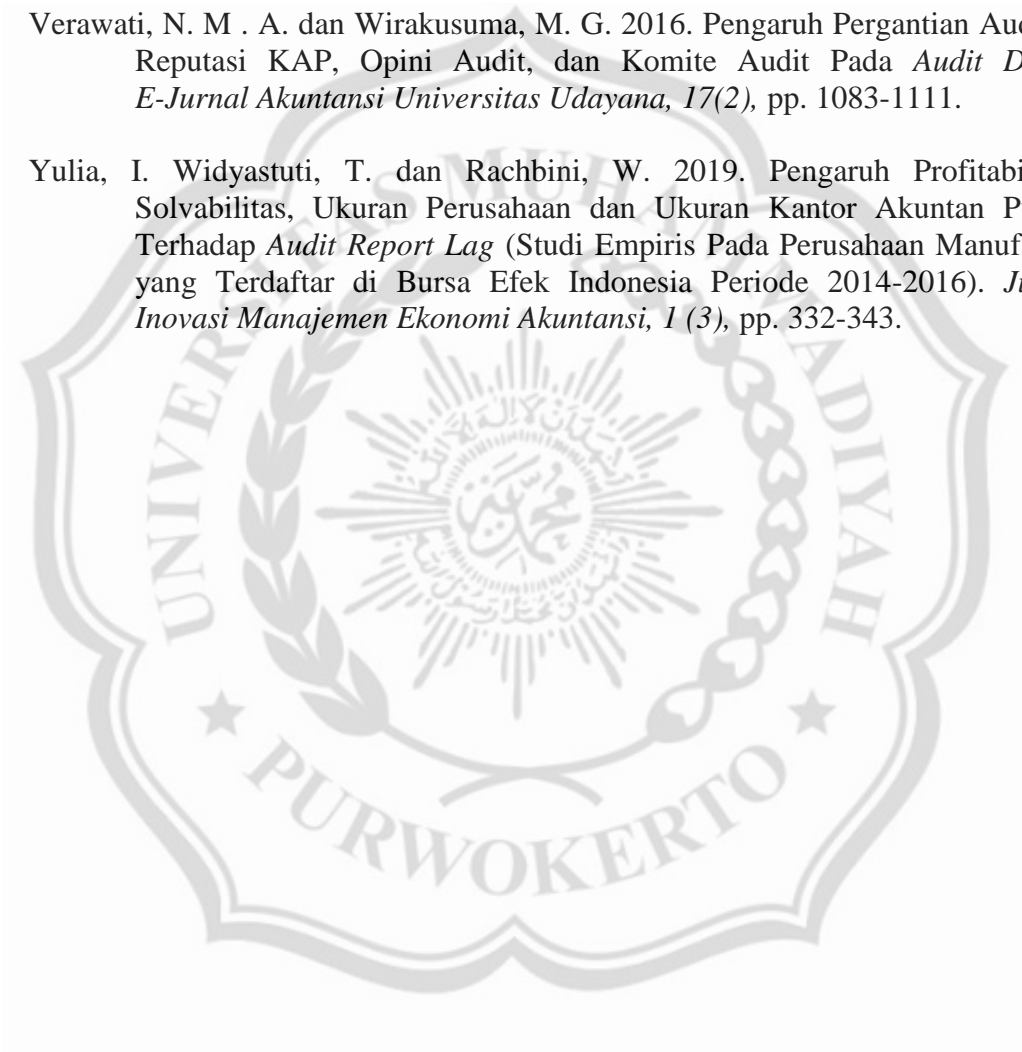 Verawati, N. M . A. dan Wirakusuma, M. G. 2016. Pengaruh Pergantian
Reputasi KAP, Opini Audit, dan Komite Audit Pada Audit
E-Jurnal Akuntansi Universitas Udayana, 17(2), pp. 1083-1111.
Yulia, I. Widyastuti, T. dan Rachbini, W. 2019. Pengaruh
Solvabilitas, Ukuran Perusahaan dan Ukuran Kantor Akuntan
Terhadap Audit Report Lag (Studi Empiris Pada Perusahaan
yang Terdaftar di Bursa Efek Indonesia Periode 2014-2016).
Inovasi Manajemen Ekonomi Akuntansi, 1 (3), pp. 332-343.
UNIVERSITAS MUHAMMADIYAH
PURWOKERTO